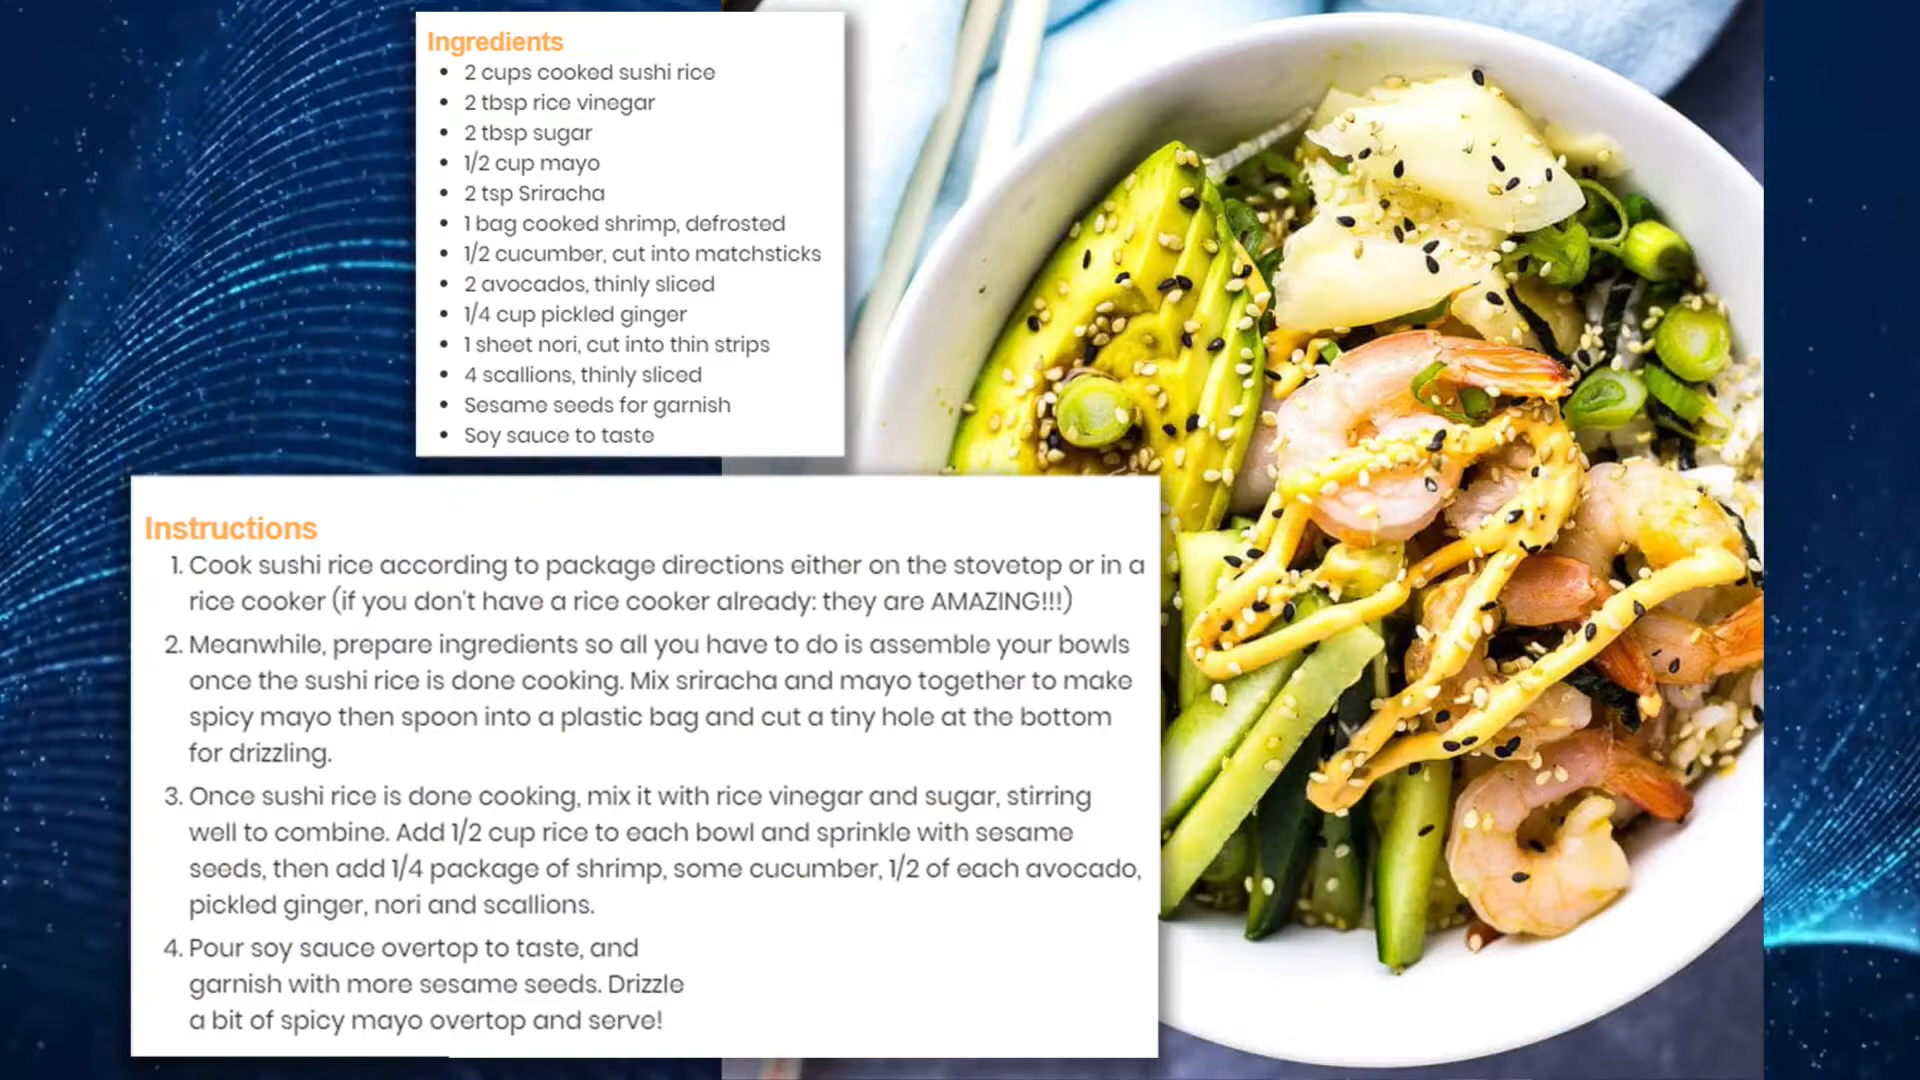 Ingredients
• 2 cups cooked sushi rice
• 2 tbsp rice vinegar
• 2 tbsp sugar
• 1/2 cup mayo
• 2 tsp Sriracha
• 1 bag cooked shrimp, defrosted
• 1/2 cucumber, cut into matchsticks
• 2 avocados, thinly sliced
• 1/4 cup pickled ginger
• 1 sheet nori, cut into thin strips
• 4 scallions, thinly sliced
• Sesame seeds for garnish
• Soy sauce to taste
Instructions
1. Cook sushi rice according to package directions either on the stovetop or in a
rice cooker (if you don't have a rice cooker already: they are AMAZING!!!)
2. Meanwhile, prepare ingredients so all you have to do is assemble your bowls
once the sushi rice is done cooking. Mix sriracha and mayo together to make
spicy mayo then spoon into a plastic bag and cut a tiny hole at the bottom
for drizzling.
3. Once sushi rice is done cooking, mix it with rice vinegar and sugar, stirring
well to combine. Add 1/2 cup rice to each bowl and sprinkle with sesame
seeds, then add 1/4 package of shrimp, some cucumber, 1/2 of each avocado,
pickled ginger, nori and scallions.
4. Pour soy sauce overtop to taste, and
garnish with more sesame seeds. Drizzle
a bit of spicy mayo overtop and serve!